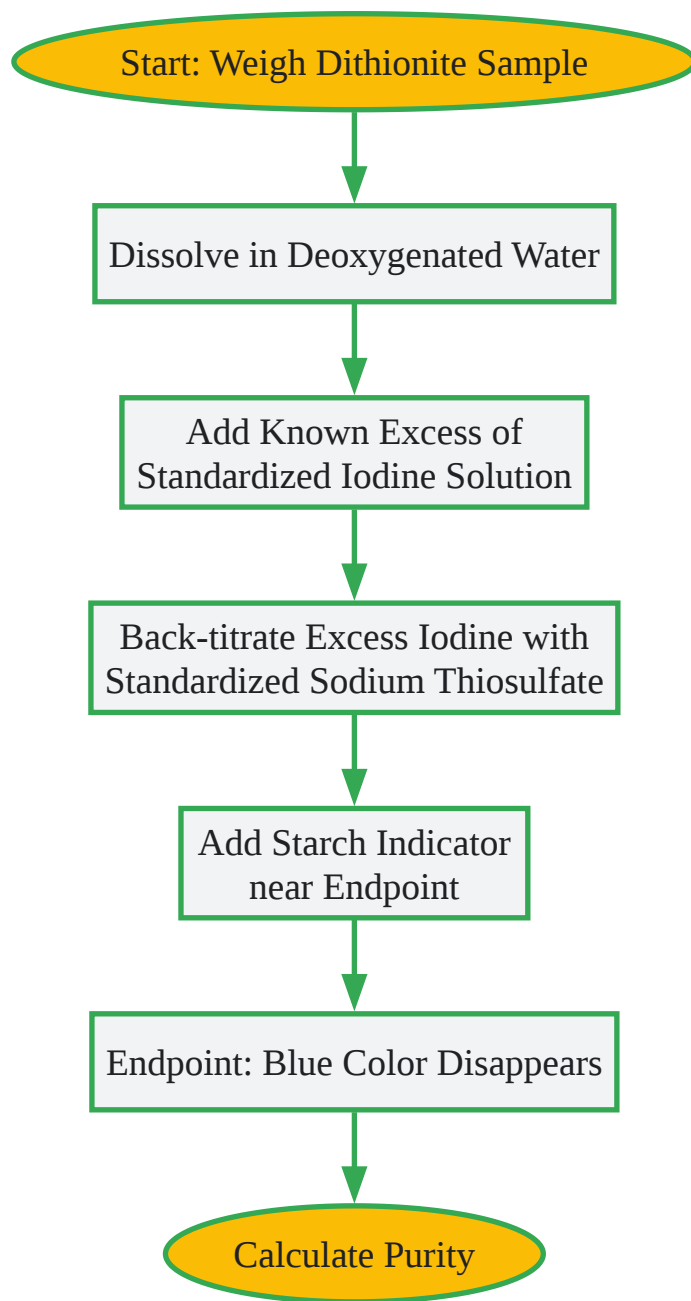 Start: Weigh Dithionite Sample
Dissolve in Deoxygenated Water
Add Known Excess of
Standardized Iodine Solution
Back-titrate Excess Iodine with
Standardized Sodium Thiosulfate
Add Starch Indicator
near Endpoint
Endpoint: Blue Color Disappears
Calculate Purity